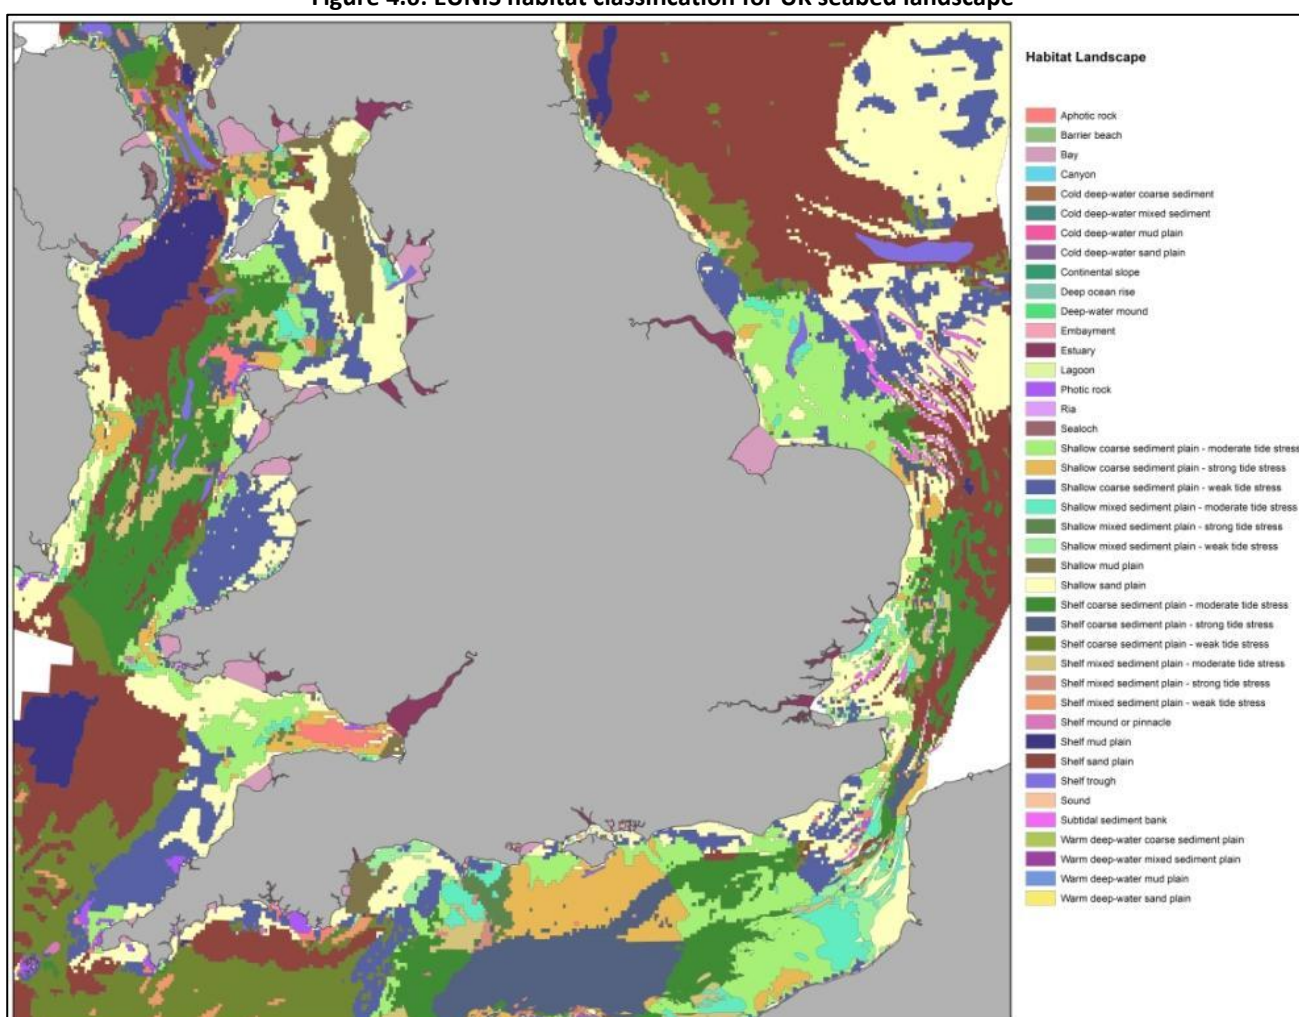 Figure 4.6: EUNIS habitat classification for UK seabed landscape
Habitat Landscape
Aphotic rock
Barrier beach
Bay
Canyon
Cold deep-water coarse sediment
Cold deep-water mixed sediment
Cold deep-water mud plain
Cold deep-water sand plain
Continental slope
Deep ocean rise
Deep-water mound
Embayment
Estuary
Lagoon
Photic rock
Ria
Sealoch
Shallow coarse sediment plain - moderate tide stress
Shallow coarse sediment plain - strong tide stress
Shallow coarse sediment plain - weak tide stress
Shallow mixed sediment plain - moderate tide stress
Shallow mixed sediment plain - strong tide stress
Shallow mixed sediment plain - weak tide stress
Shallow mud plain
Shallow sand plain
Shelf coarse sediment plain - moderate tide stress
Shelf coarse sediment plain - strong tide stress
Shelf coarse sediment plain - weak tide stress
Shelf mixed sediment plain - moderate tide stress
Shelf mixed sediment plain - strong tide stress
Shelf mixed sediment plain - weak tide stress
Shelf mound or pinnacle
Shelf mud plain
Shelf sand plain
Shelf trough
Sound
Subtidal sediment bank
Warm deep-water coarse sediment plain
Warm deep-water mixed sediment plain
Warm deep-water mud plain
Warm deep-water sand plain